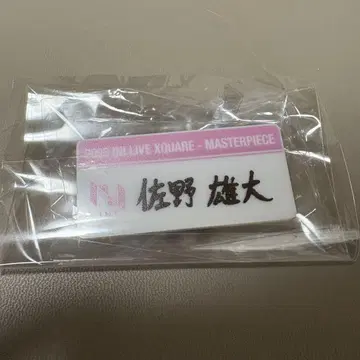 LIVE XQUARE - MASTERPIECE
佐野 雄大